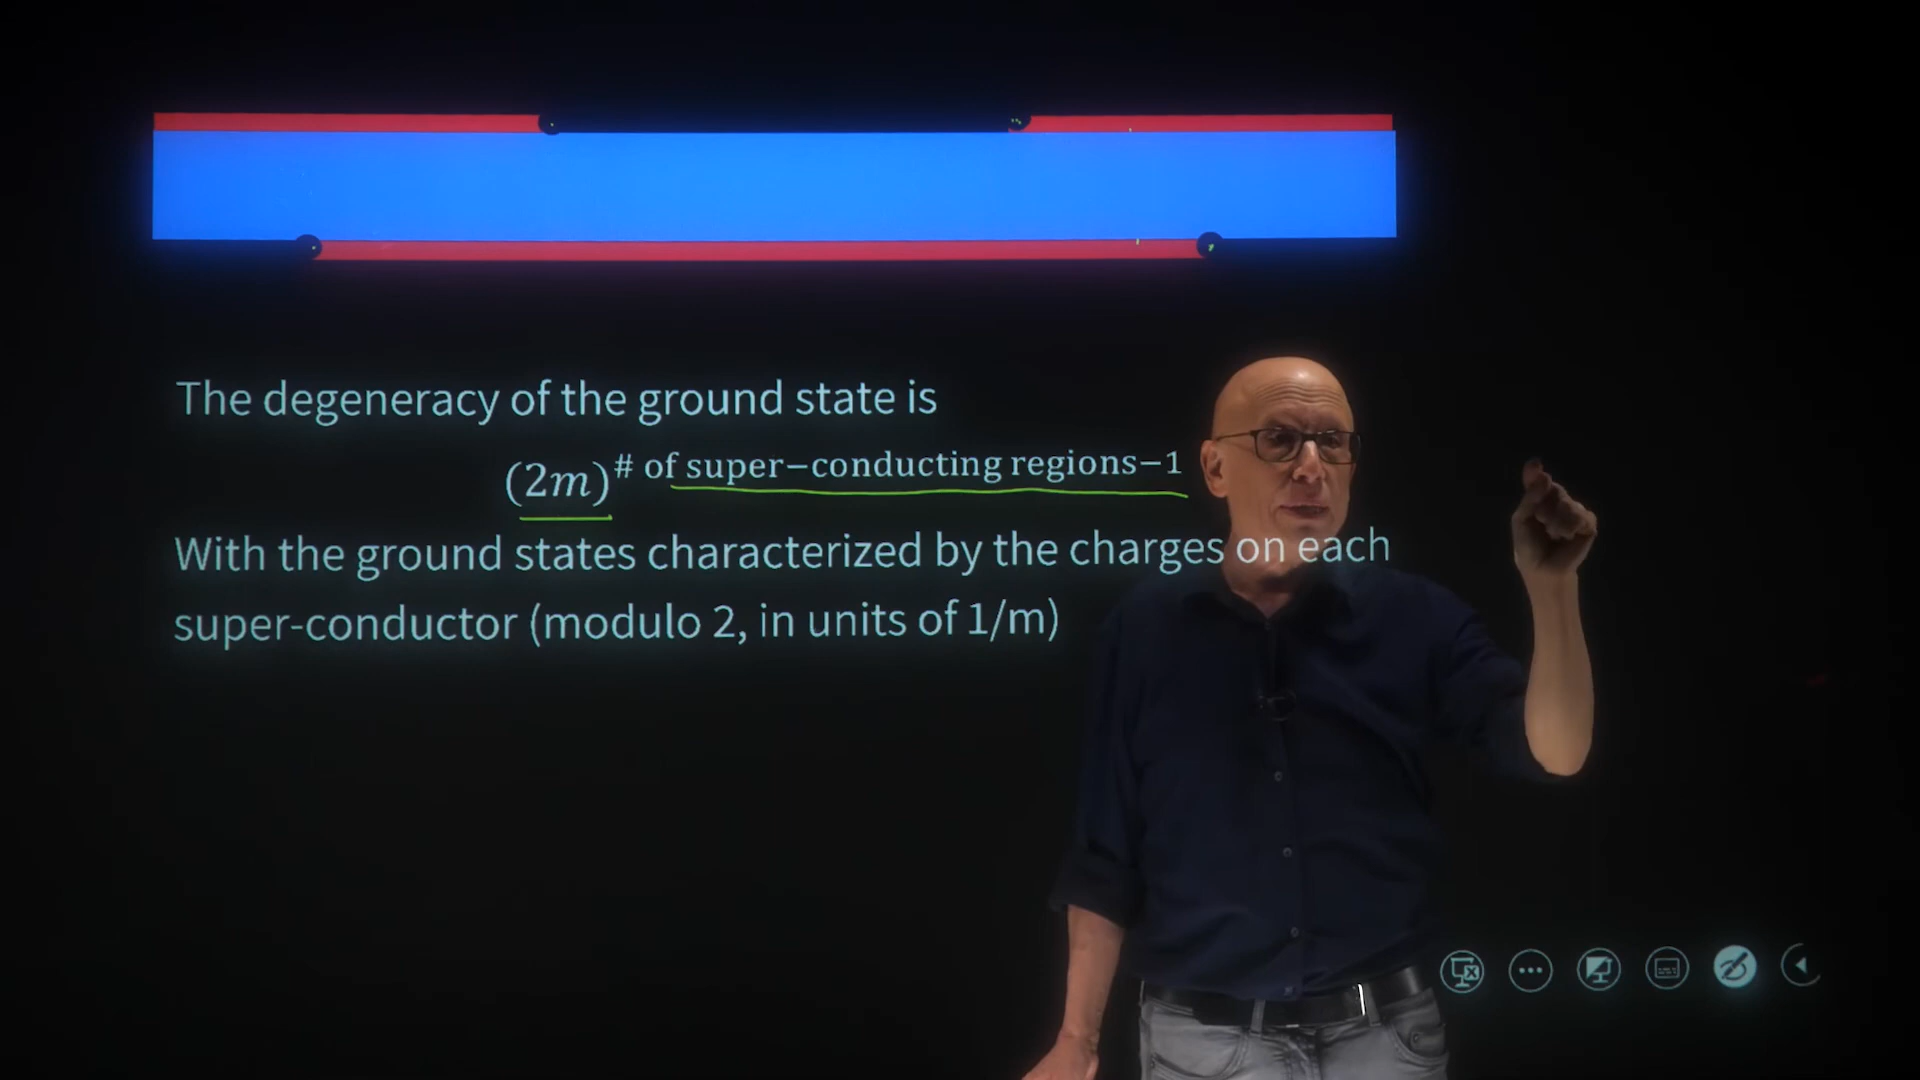 The degeneracy of the ground state is
(2m)^# of super−conducting regions−1
With the ground states characterized by the charges on each
super-conductor (modulo 2, in units of 1/m)